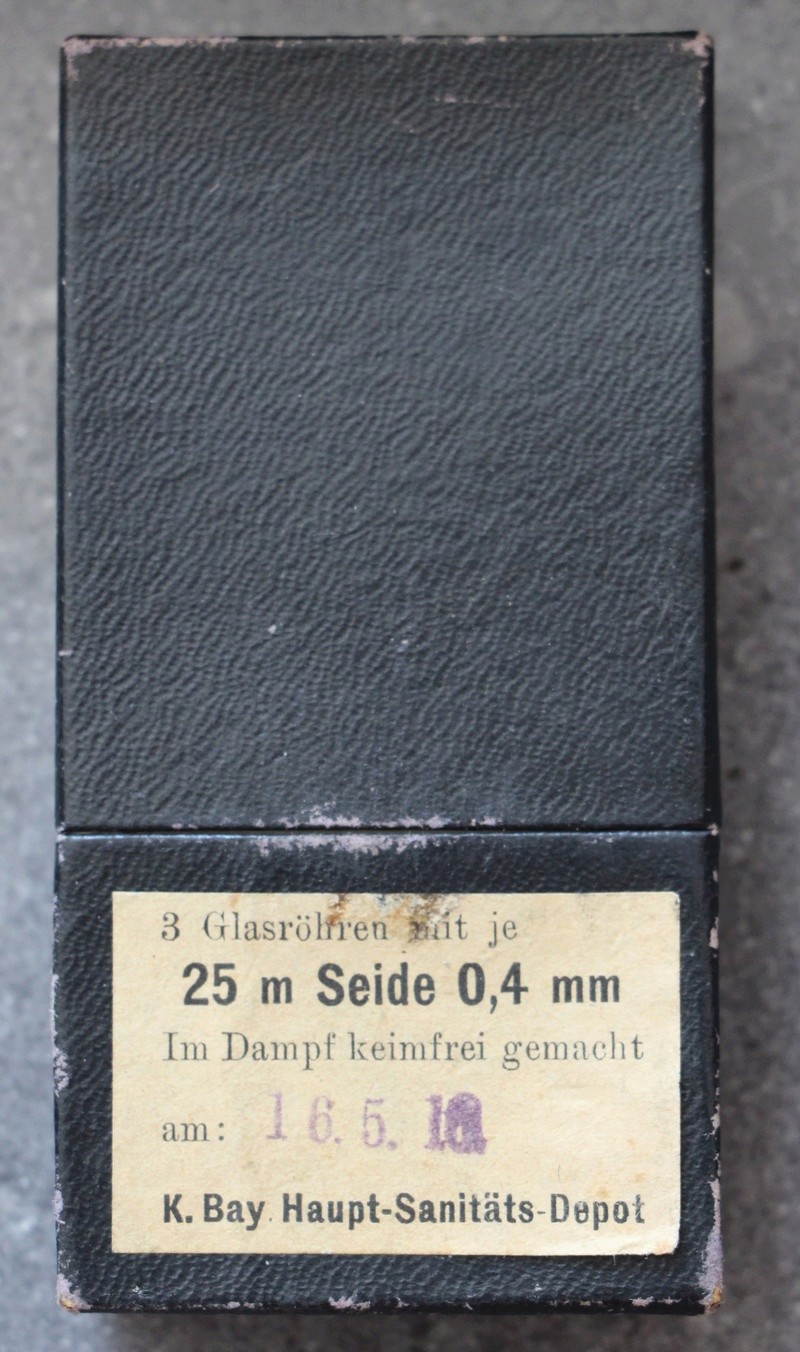 3 Glasröhren mit je
25 m Seide 0,4 mm
Im Dampf keimfrei gemacht
am: 16. 5.
K. Bay. Haupt-Sanitäts-Depot